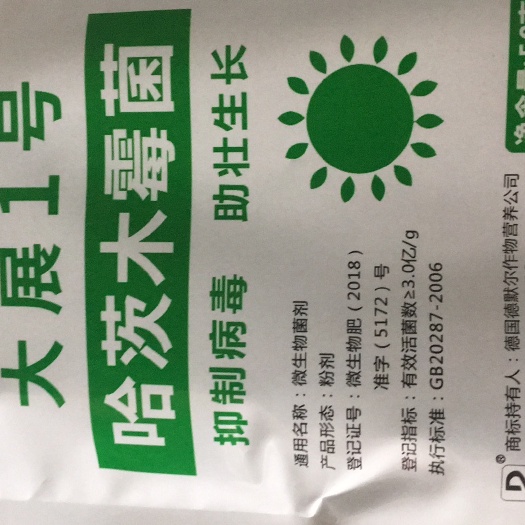 大展1号
哈茨木霉菌
抑制病毒 助壮生长
通用名称：微生物菌剂
产品形态：粉剂
登记证号：微生物肥（2018）
准字（5172）号
登记指标：有效活菌数≥3.0亿/g
执行标准：GB20287-2006
商标持有人：德国德默尔作物营养公司